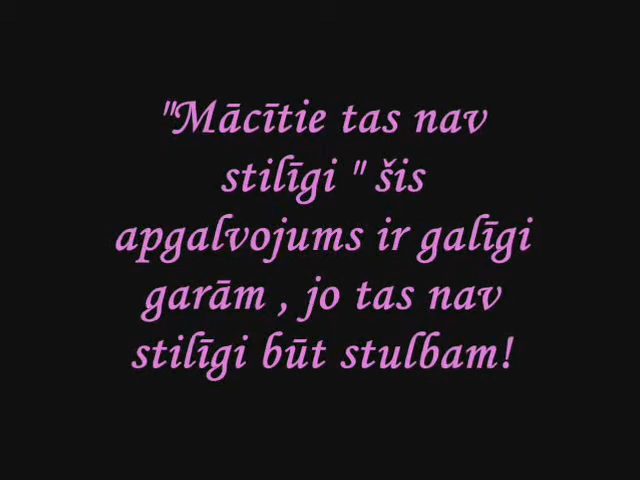 "Mācītie tas nav
stilīgi " šis
apgalvojums ir galīgi
garām , jo tas nav
stilīgi būt stulbam!